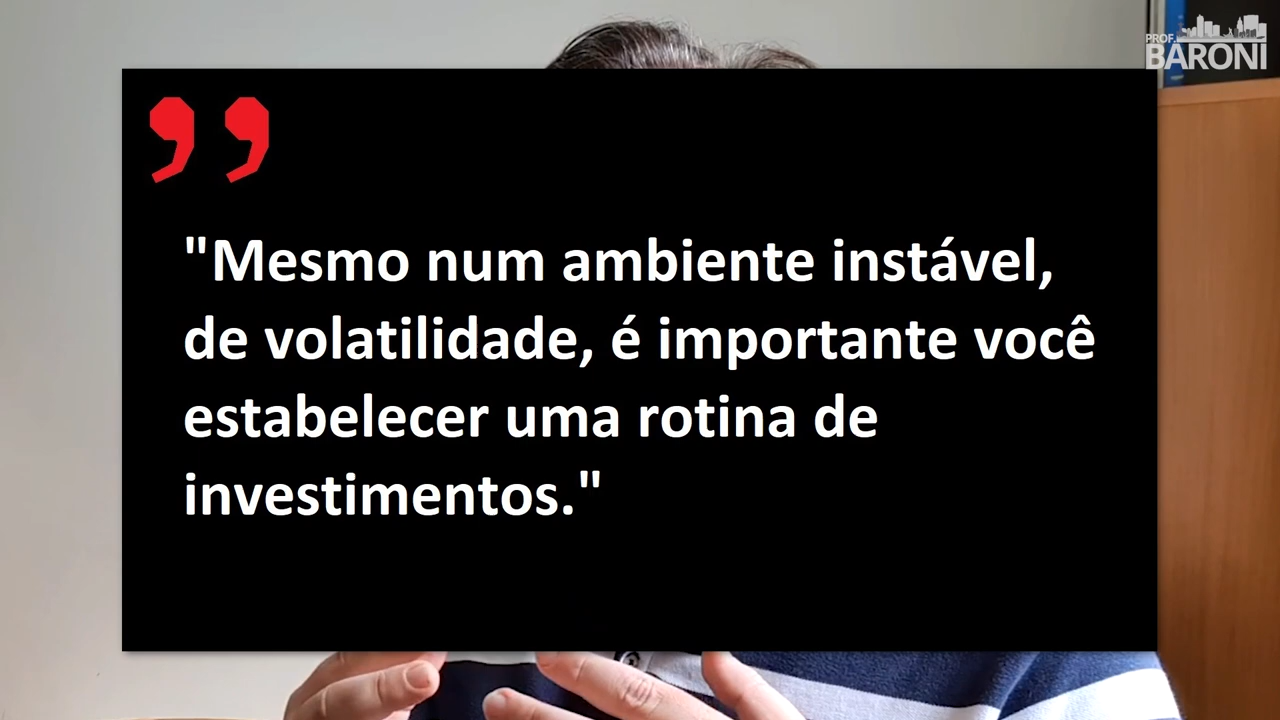 PROF.
BARONI
"Mesmo num ambiente instável,
de volatilidade, é importante você
estabelecer uma rotina de
investimentos."